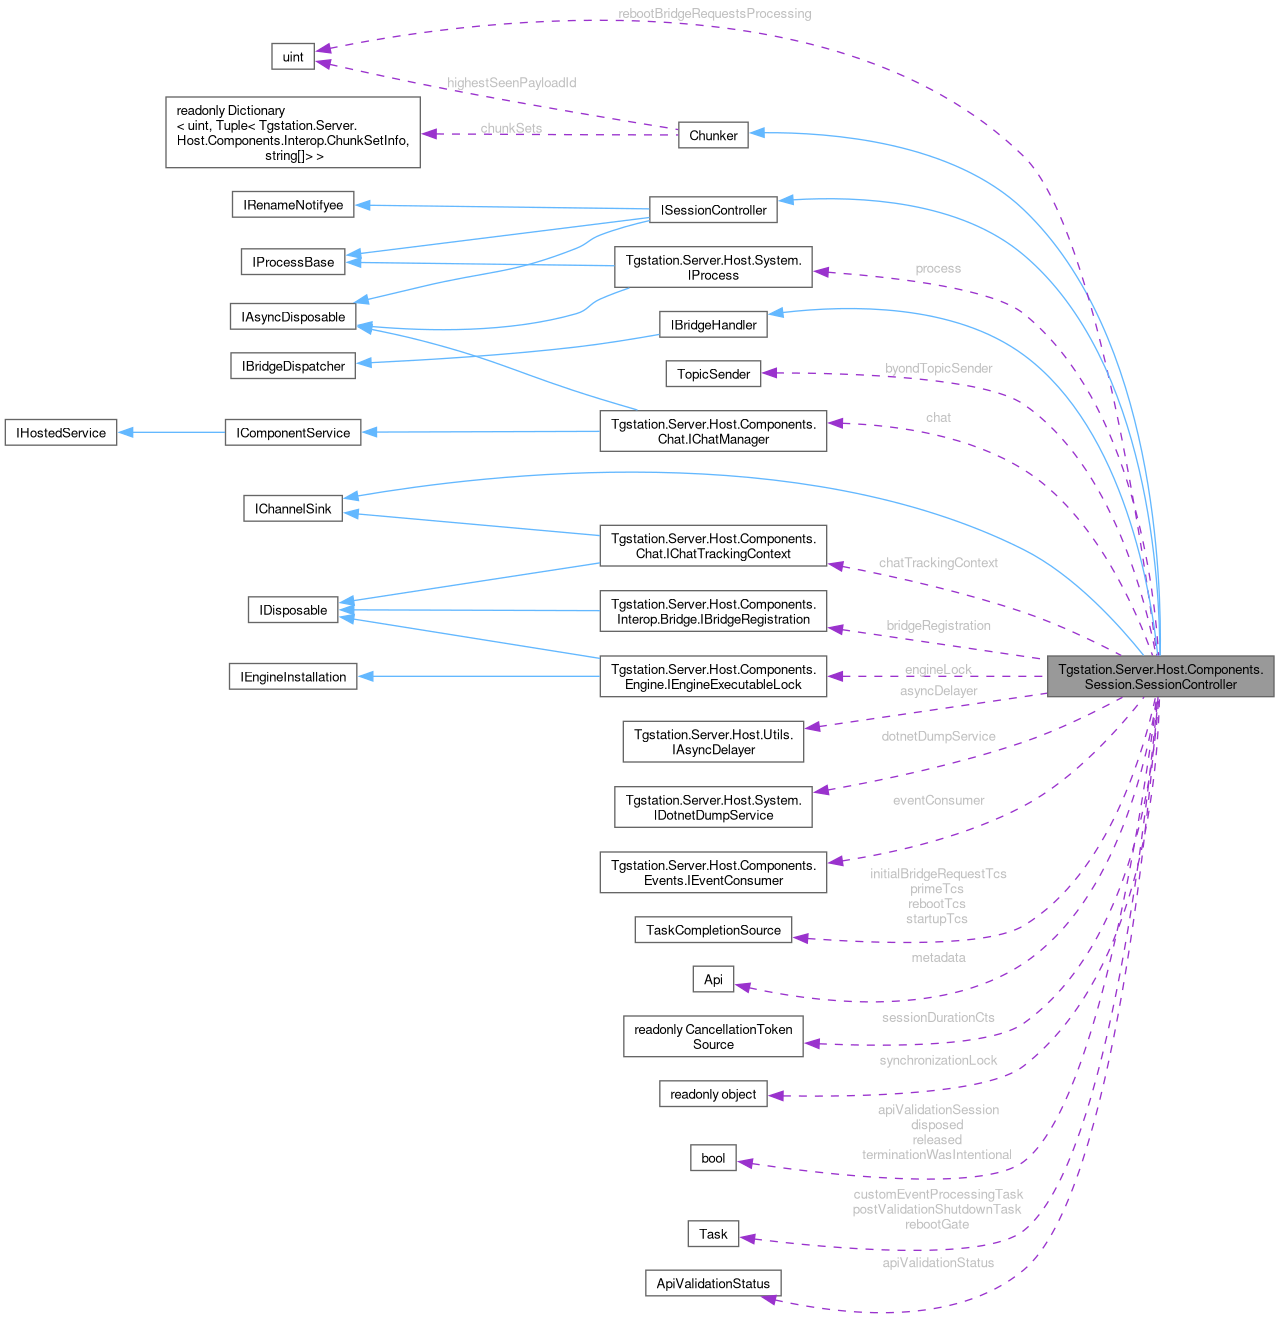 rebootBridgeRequestsProcessing
uint
highestSeenPayloadId
readonly Dictionary
< uint, Tuple< Tgstation.Server.
Host.Components.Interop.ChunkSetInfo,
string[]> >
chunkSets
Chunker
IRenameNotifyee
ISessionController
IProcessBase
Tgstation.Server.Host.System.
IProcess
process
IAsyncDisposable
IBridgeHandler
IBridgeDispatcher
TopicSender
byondTopicSender
IHostedService
IComponentService
Tgstation.Server.Host.Components.
Chat.IChatManager
chat
IChannelSink
Tgstation.Server.Host.Components.
Chat.IChatTrackingContext
chatTrackingContext
IDisposable
Tgstation.Server.Host.Components.
Interop.Bridge.IBridgeRegistration
bridgeRegistration
IEngineInstallation
Tgstation.Server.Host.Components.
Engine.IEngineExecutableLock
engineLock
Tgstation.Server.Host.Components.
Session.SessionController
asyncDelayer
Tgstation.Server.Host.Utils.
IAsyncDelayer
dotnetDumpService
Tgstation.Server.Host.System.
IDotnetDumpService
eventConsumer
Tgstation.Server.Host.Components.
Events.IEventConsumer
initialBridgeRequestTcs
primeTcs
rebootTcs
startupTcs
TaskCompletionSource
metadata
Api
sessionDurationCts
readonly CancellationToken
Source
synchronizationLock
readonly object
apiValidationSession
disposed
released
terminationWasIntentional
bool
customEventProcessingTask
postValidationShutdownTask
rebootGate
Task
apiValidationStatus
ApiValidationStatus